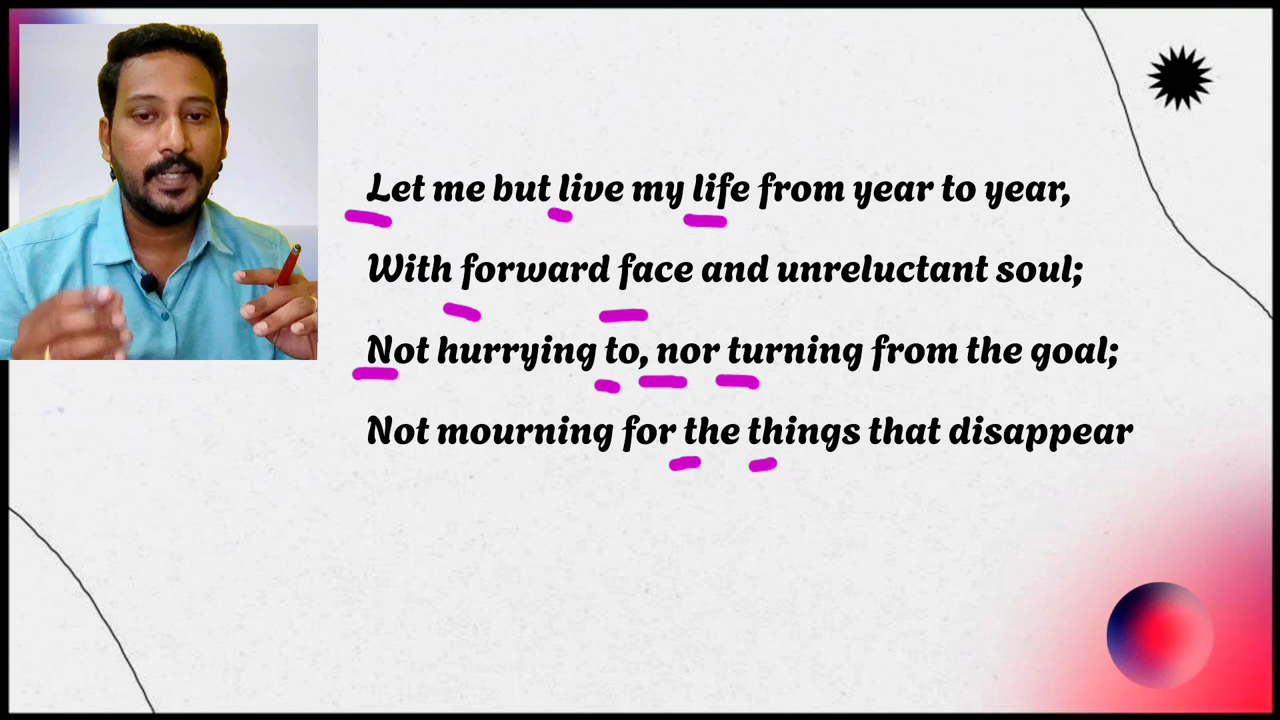 Let me but live my life from year to year,
With forward face and unreluctant soul;
Not hurrying to, nor turning from the goal;
Not mourning for the things that disappear